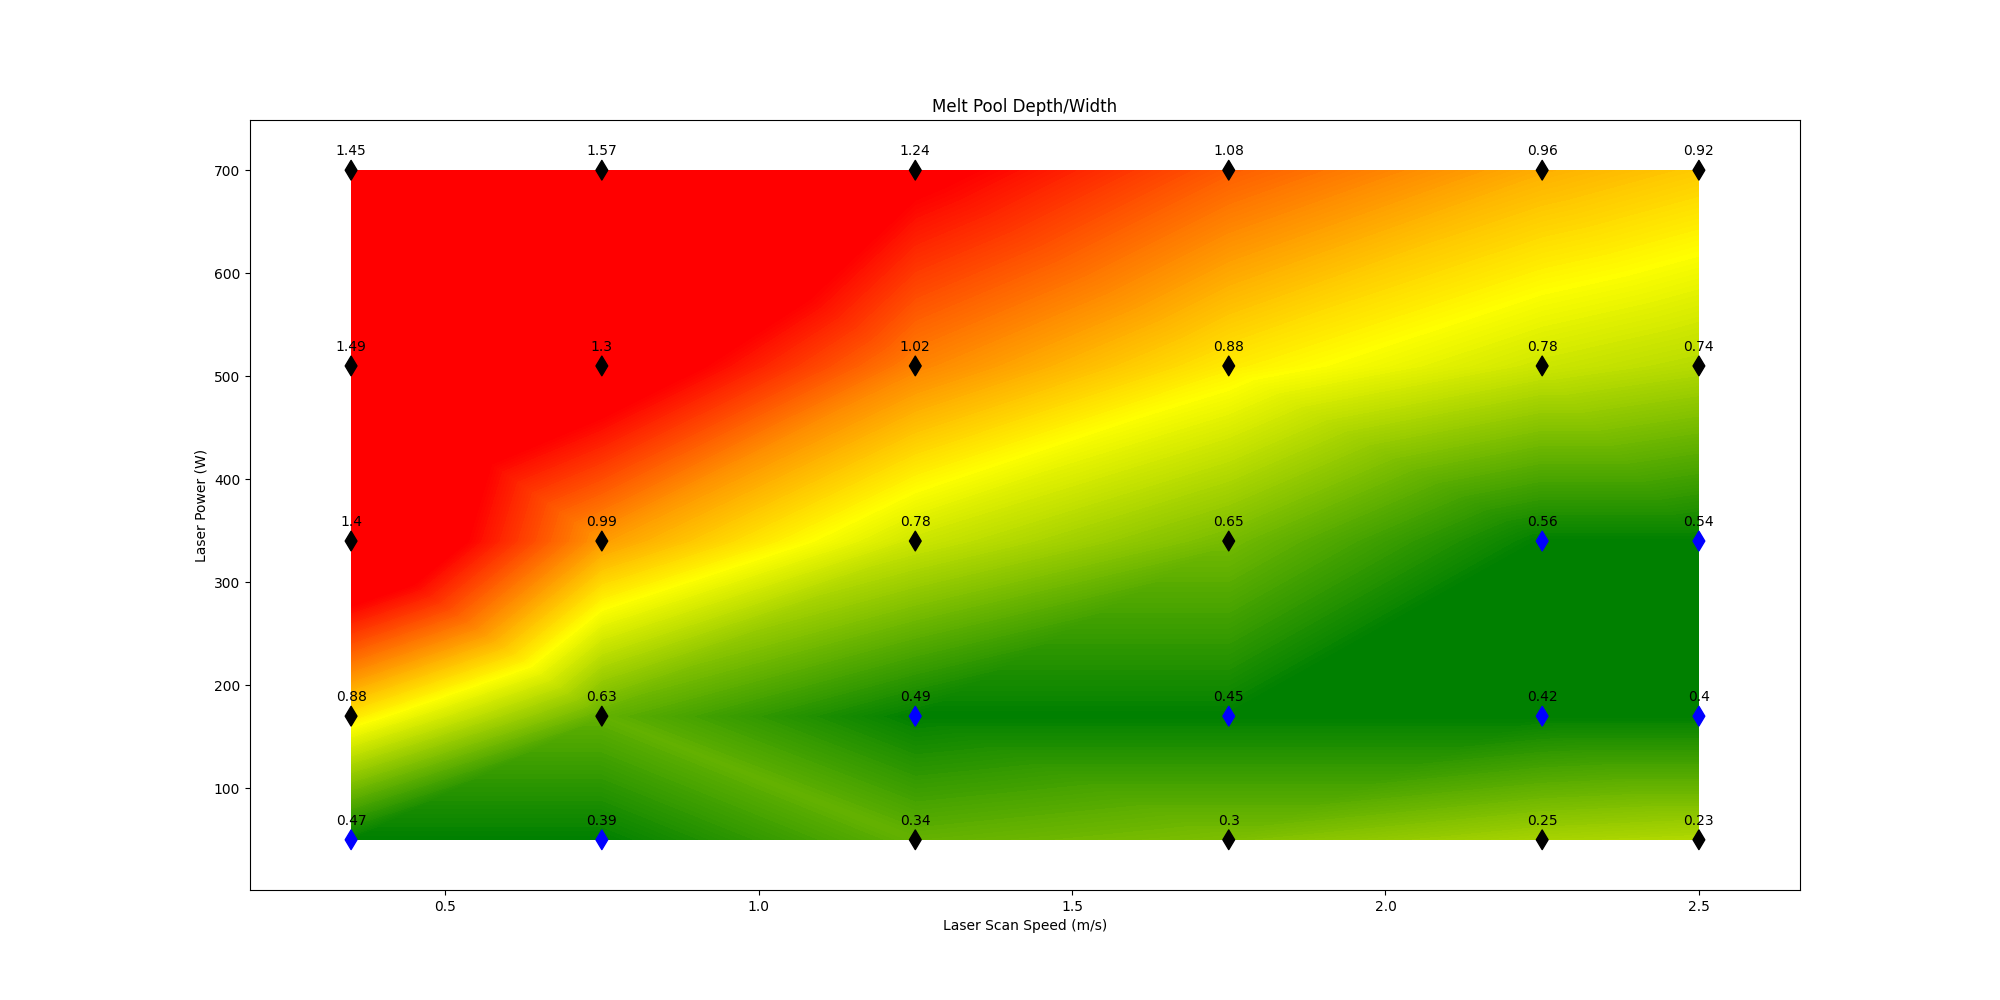 Melt Pool Depth/Width
1.45 1.57 1.24 1.08 0.96 0.92
700
600
1.49 1.3 1.02 0.88 0.78 0.74
500
Laser Power (W)
400
1.4 0.99 0.78 0.65 0.56 0.54
300
200
0.88 0.63 0.49 0.45 0.42 0.4
100
0.47 0.39 0.34 0.3 0.25 0.23
0.5 1.0 1.5 2.0 2.5
Laser Scan Speed (m/s)